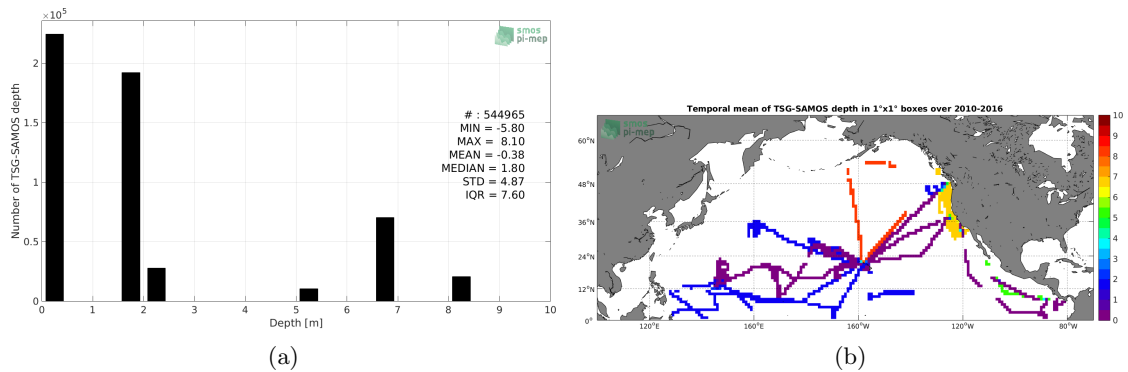 ×10⁵
smos
pi-mep
2
1.5
1
0.5
0
Number of TSG-SAMOS depth
# : 544965
MIN = -5.80
MAX = 8.10
MEAN = -0.38
MEDIAN = 1.80
STD = 4.87
IQR = 7.60
0 1 2 3 4 5 6 7 8 9 10
Depth [m]
(a)
Temporal mean of TSG-SAMOS depth in 1°x1° boxes over 2010-2016
smos
pi-mep
60°N
48°N
36°N
24°N
12°N
0°
120°E 160°E 160°W 120°W 80°W
10
9
8
7
6
5
4
3
2
1
0
(b)